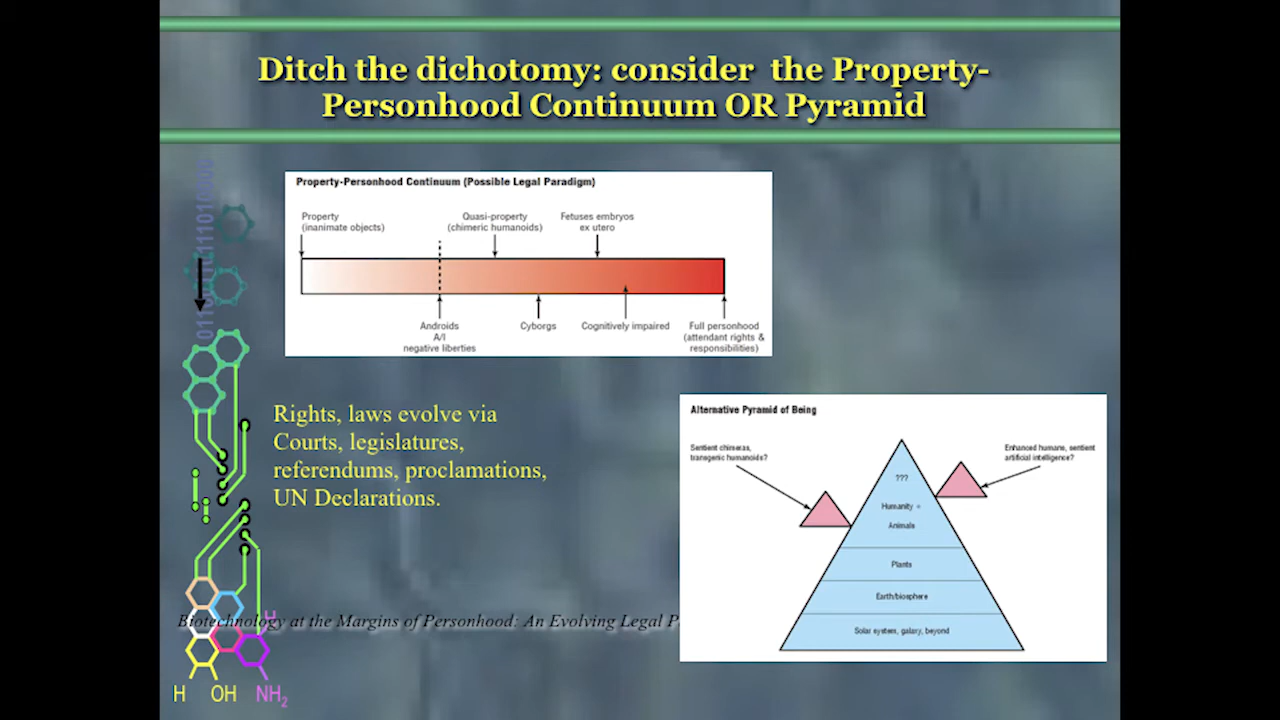 Ditch the dichotomy: consider the Property-
Personhood Continuum OR Pyramid
Property-Personhood Continuum (Possible Legal Paradigm)
Property
(inanimate objects)
Quasi-property
(chimeric humanoids)
Fetuses embryos
ex utero
Androids
A/I
negative liberties
Cyborgs
Cognitively impaired
Full personhood
(attendant rights &
responsibilities)
Rights, laws evolve via
Courts, legislatures,
referendums, proclamations,
UN Declarations.
Alternative Pyramid of Being
Sentient chimeras,
transgenic humanoids?
Enhanced humans, sentient
artificial intelligence?
???
Humanity +
Animals
Plants
Earth/biosphere
Solar system, galaxy, beyond
Biotechnology at the Margins of Personhood: An Evolving Legal P
H
H OH NH₂